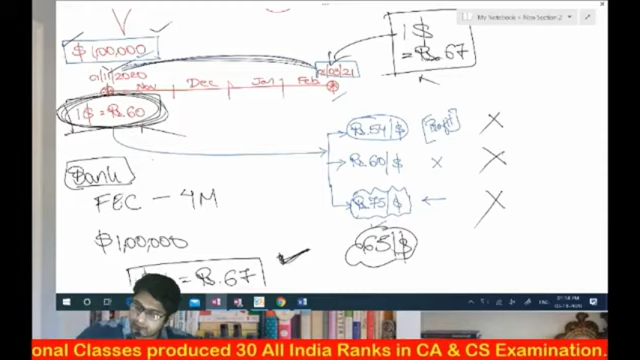 My Notebook > New Section 2
$1,00,000
1$
= Rs.67
01/11/2020
03/21
Nov Dec Jan Feb
1$ = Rs.60
Rs.54/$ [Profit]
Rs.60/$ x
Rs.75/$
Bank
FEC - 4M
65/$
$1,00,000
= Rs.67
ENG
onal Classes produced 30 All India Ranks in CA & CS Examination.